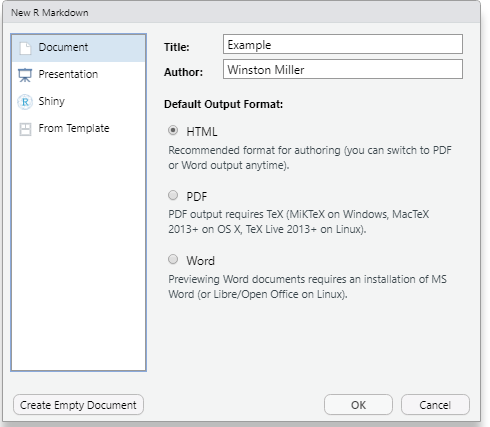 New R Markdown
Document
Presentation
R Shiny
From Template
Title: Example
Author: Winston Miller
Default Output Format:
HTML
Recommended format for authoring (you can switch to PDF
or Word output anytime).
PDF
PDF output requires TeX (MiKTeX on Windows, MacTeX
2013+ on OS X, TeX Live 2013+ on Linux).
Word
Previewing Word documents requires an installation of MS
Word (or Libre/Open Office on Linux).
Create Empty Document
OK
Cancel